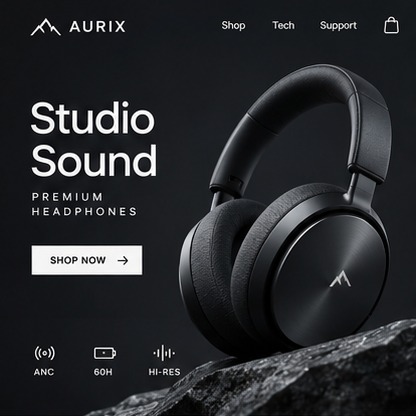 AURIX
Shop Tech Support
Studio
Sound
PREMIUM
HEADPHONES
SHOP NOW
ANC 60H HI-RES